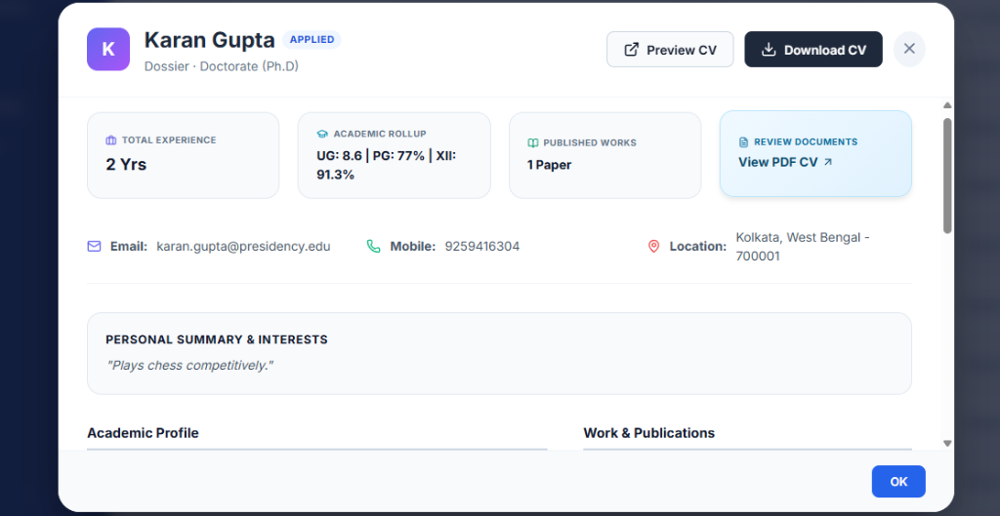 K
Karan Gupta APPLIED
Dossier · Doctorate (Ph.D)
Preview CV
Download CV
TOTAL EXPERIENCE
2 Yrs
ACADEMIC ROLLUP
UG: 8.6 | PG: 77% | XII:
91.3%
PUBLISHED WORKS
1 Paper
REVIEW DOCUMENTS
View PDF CV ↗
Email: karan.gupta@presidency.edu
Mobile: 9259416304
Location: Kolkata, West Bengal -
700001
PERSONAL SUMMARY & INTERESTS
"Plays chess competitively."
Academic Profile
Work & Publications
OK